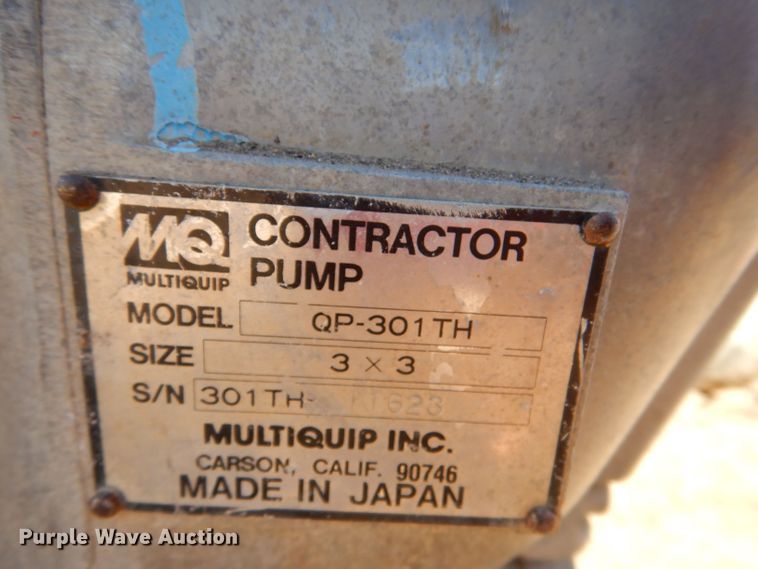 MQ
MULTIQUIP
CONTRACTOR
PUMP
MODEL QP-301TH
SIZE 3 × 3
S/N 301TH-
MULTIQUIP INC.
CARSON, CALIF. 90746
MADE IN JAPAN
Purple Wave Auction